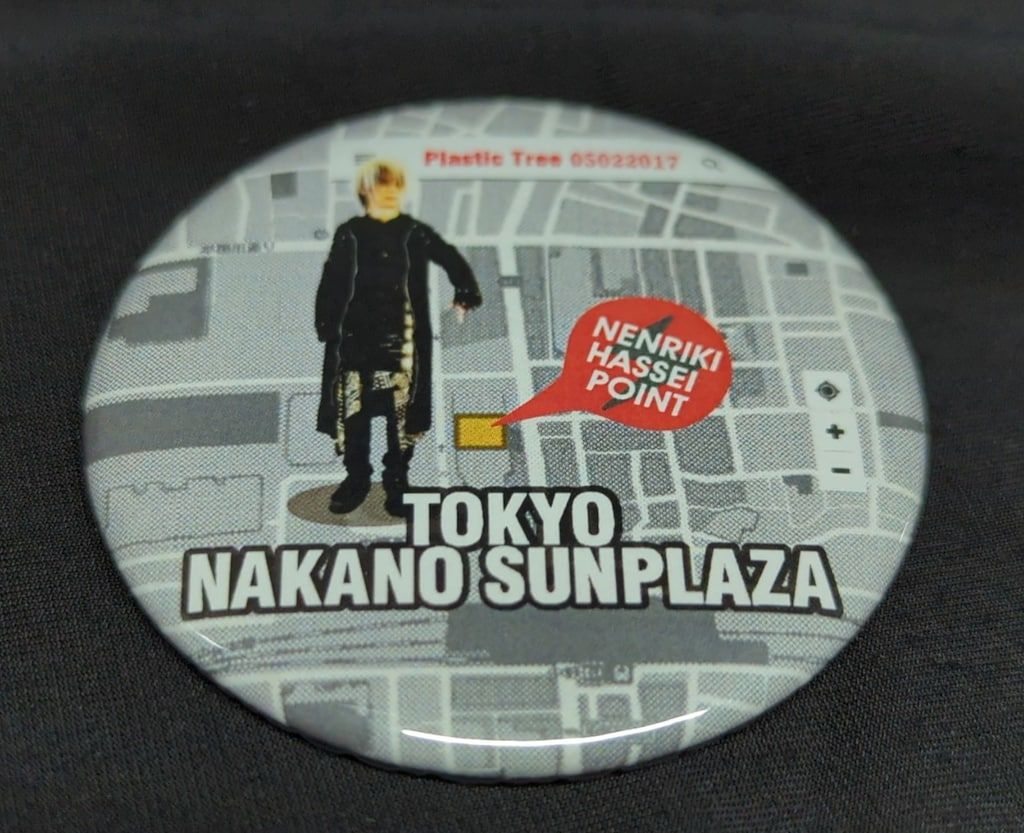 Plastic Tree 05022017
NENRIKI
HASSEI
POINT
TOKYO
NAKANO SUNPLAZA